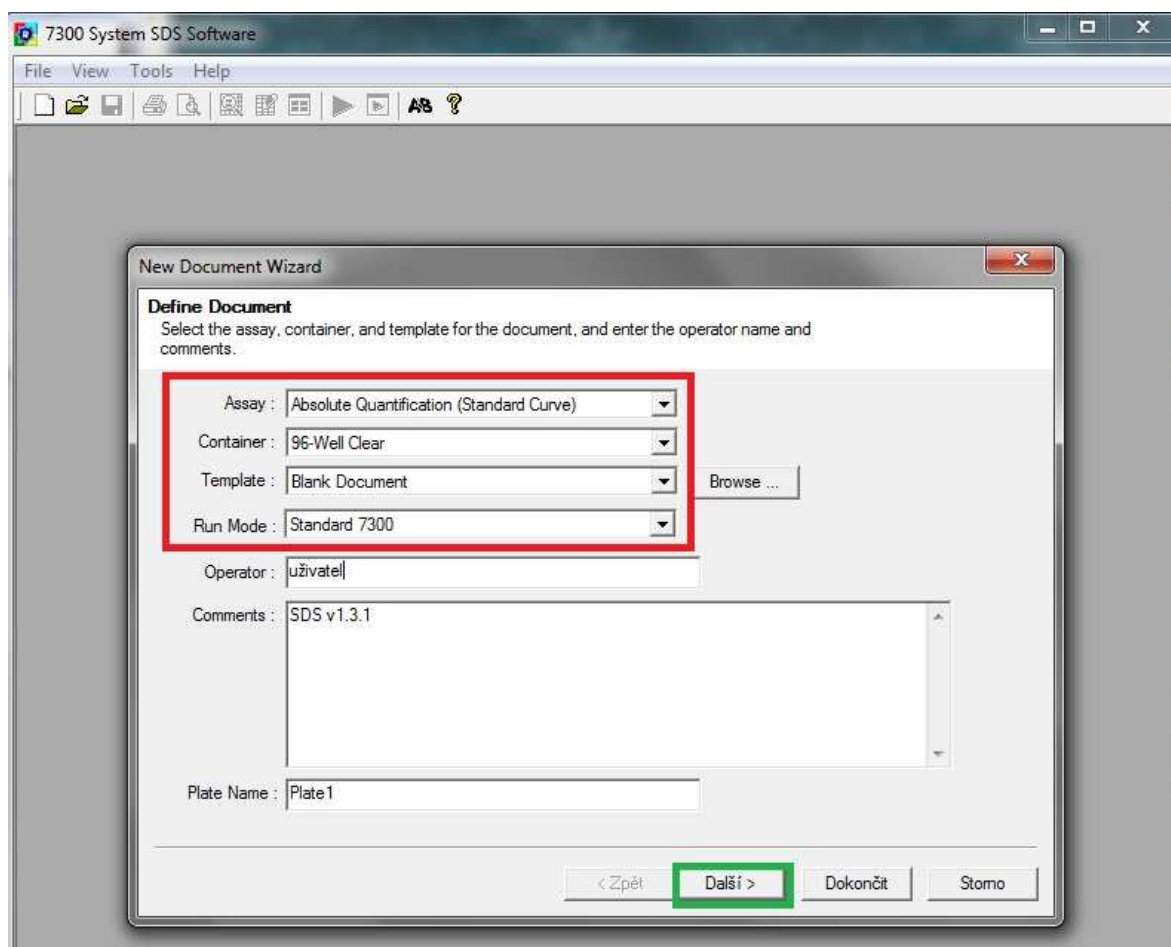 7300 System SDS Software
File View Tools Help
New Document Wizard
Define Document
Select the assay, container, and template for the document, and enter the operator name and
comments.
Assay : Absolute Quantification (Standard Curve)
Container : 96-Well Clear
Template : Blank Document Browse ...
Run Mode : Standard 7300
Operator : uživatel
Comments : SDS v1.3.1
Plate Name : Plate1
< Zpět Další > Dokončit Storno